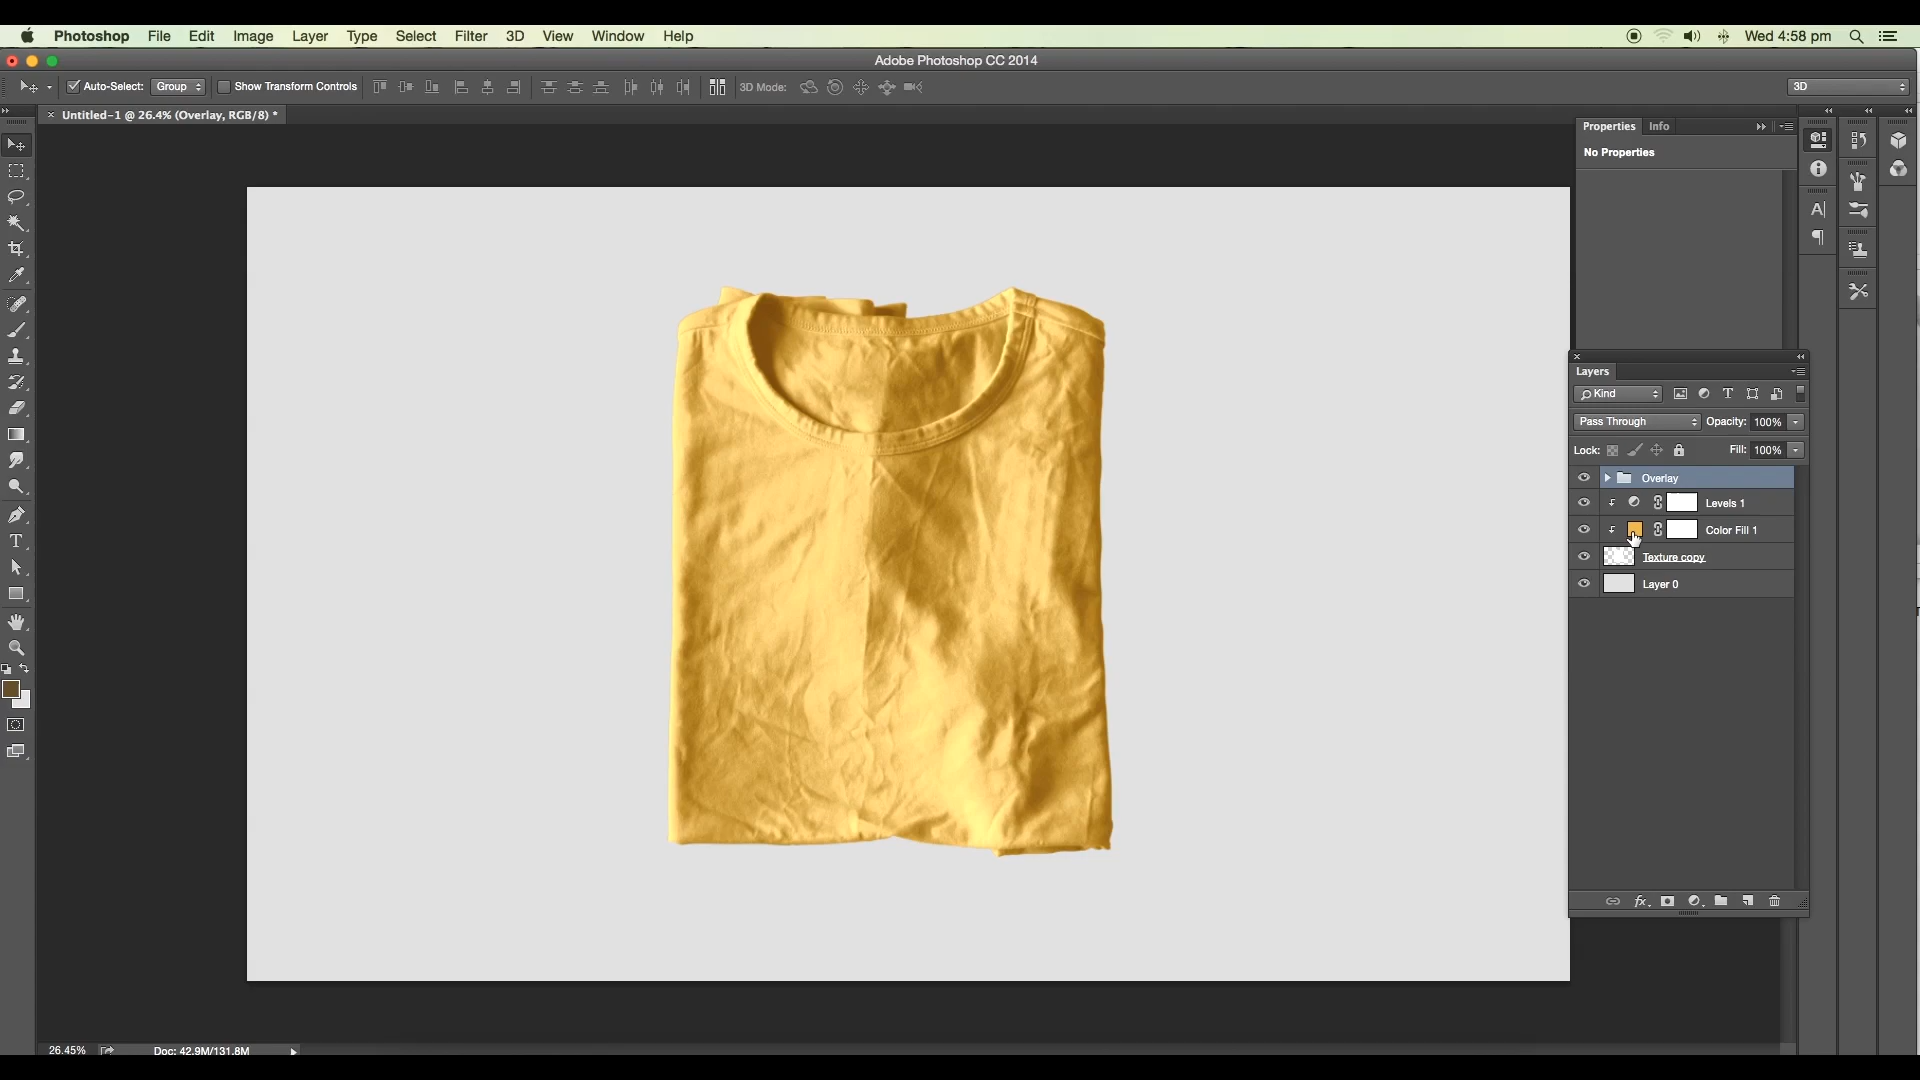 Photoshop File Edit Image Layer Type Select Filter 3D View Window Help Wed 4:58 pm
Adobe Photoshop CC 2014
Auto-Select: Group Show Transform Controls 3D Mode: 3D
× Untitled-1 @ 26.4% (Overlay, RGB/8) *
Properties Info
No Properties
Layers
Kind
Pass Through Opacity: 100%
Lock: Fill: 100%
Overlay
Levels 1
Color Fill 1
Texture copy
Layer 0
fx
26.45% Doc: 42.9M/131.8M